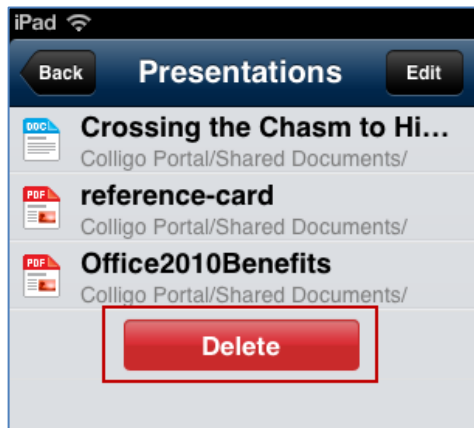 iPad
Back Presentations Edit
DOC
Crossing the Chasm to Hi...
Colligo Portal/Shared Documents/
PDF
reference-card
Colligo Portal/Shared Documents/
PDF
Office2010Benefits
Colligo Portal/Shared Documents/
Delete